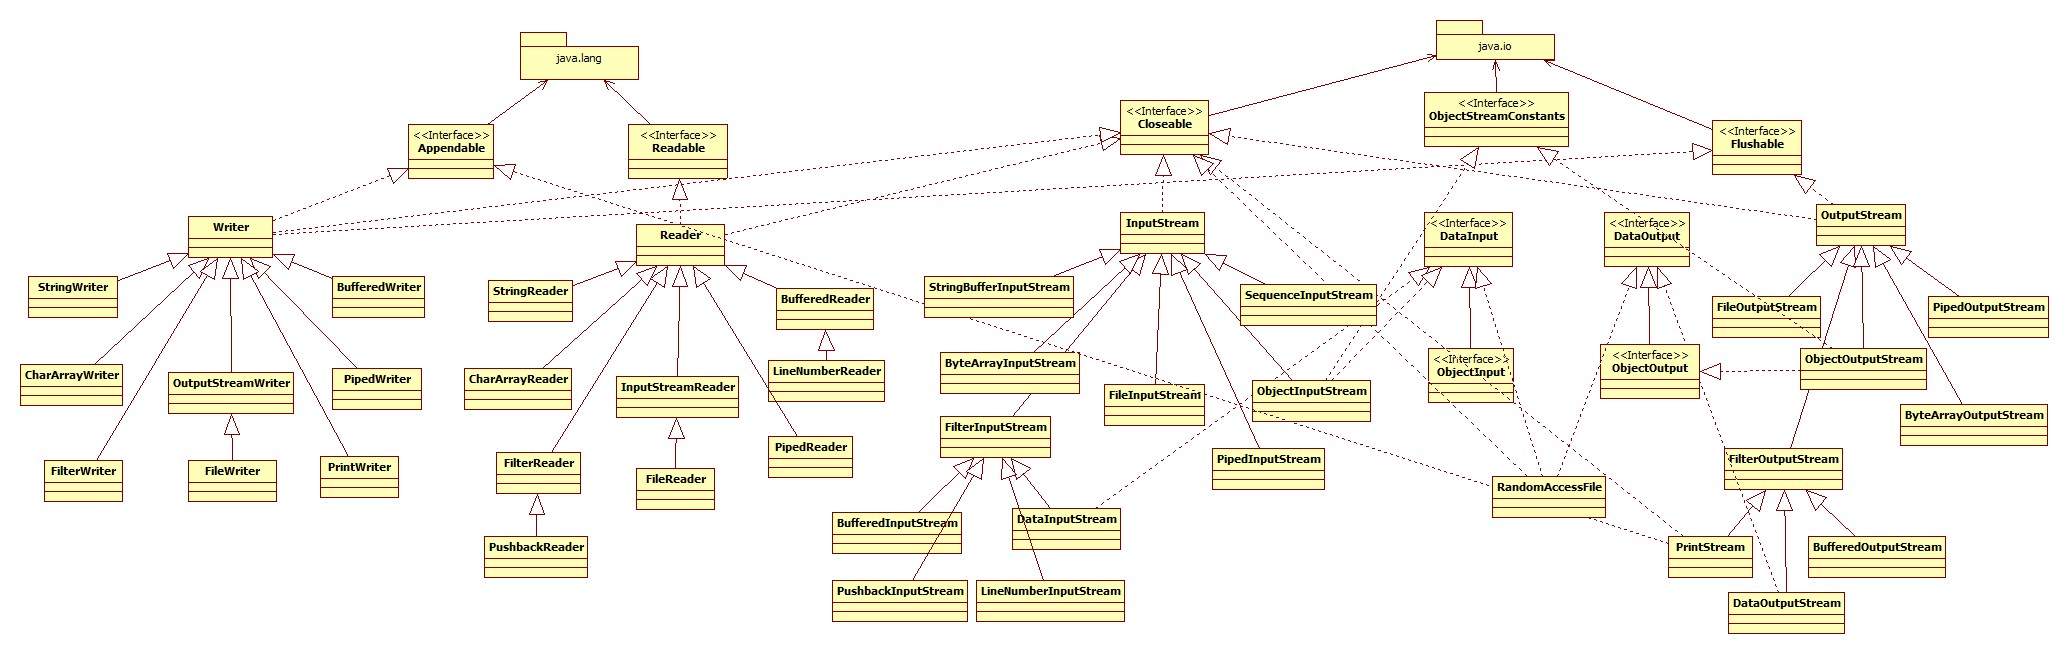 java.io
java.lang
<<Interface>>
ObjectStreamConstants
<<Interface>>
Closeable
<<Interface>>
Flushable
<<Interface>>
Appendable
<<Interface>>
Readable
OutputStream
Writer
InputStream
<<Interface>>
DataInput
<<Interface>>
DataOutput
Reader
StringWriter
BufferedWriter
StringReader
BufferedReader
StringBufferInputStream
SequenceInputStream
FileOutputStream
PipedOutputStream
CharArrayWriter
OutputStreamWriter
PipedWriter
CharArrayReader
InputStreamReader
LineNumberReader
ByteArrayInputStream
FileInputStream
ObjectInputStream
<<Interface>>
ObjectInput
<<Interface>>
ObjectOutput
ObjectOutputStream
ByteArrayOutputStream
FilterInputStream
PipedReader
FilterWriter
FileWriter
PrintWriter
FilterReader
FileReader
PipedInputStream
FilterOutputStream
RandomAccessFile
BufferedInputStream
DataInputStream
PushbackReader
PrintStream
BufferedOutputStream
PushbackInputStream
LineNumberInputStream
DataOutputStream